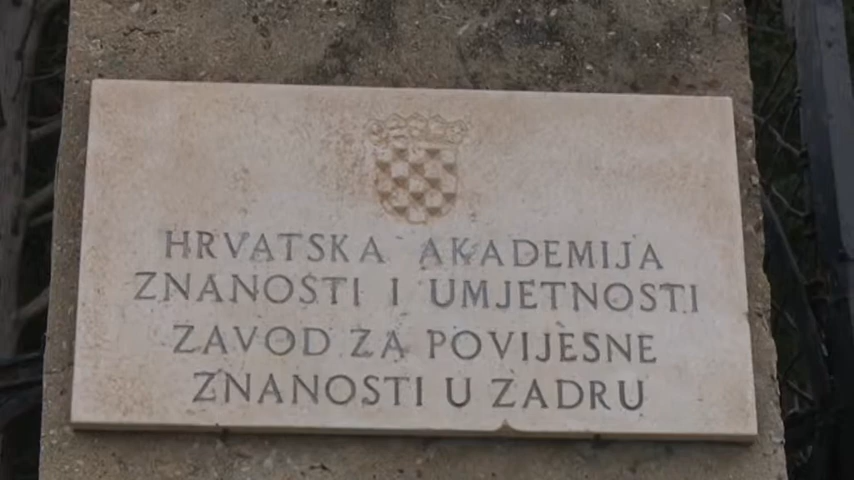 HRVATSKA AKADEMIJA
ZNANOSTI I UMJETNOSTI
ZAVOD ZA POVIJESNE
ZNANOSTI U ZADRU